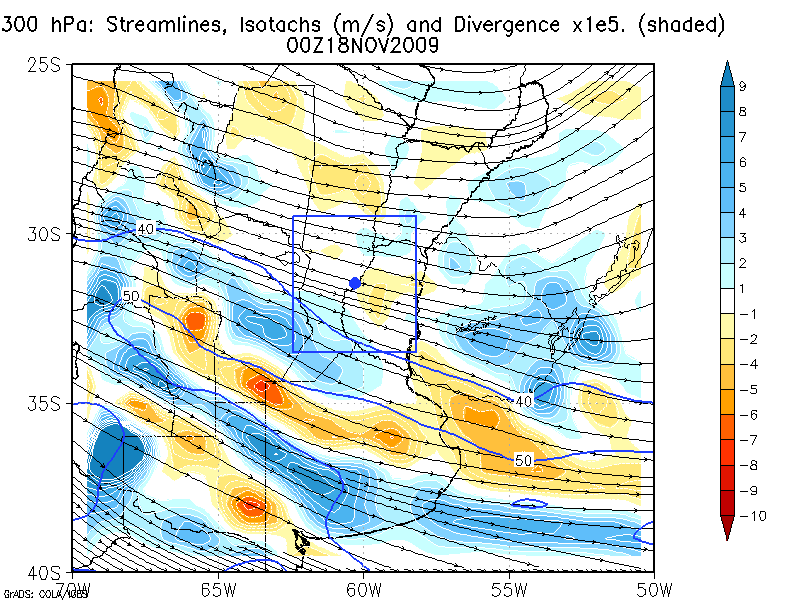 300 hPa: Streamlines, Isotachs (m/s) and Divergence x1e5. (shaded)
00Z18NOV2009
25S
30S
35S
40S
70W
65W
60W
55W
50W
40
50
40
50
9
8
7
6
5
4
3
2
1
−1
−2
−3
−4
−5
−6
−7
−8
−9
−10
GrADS: COLA/IGES